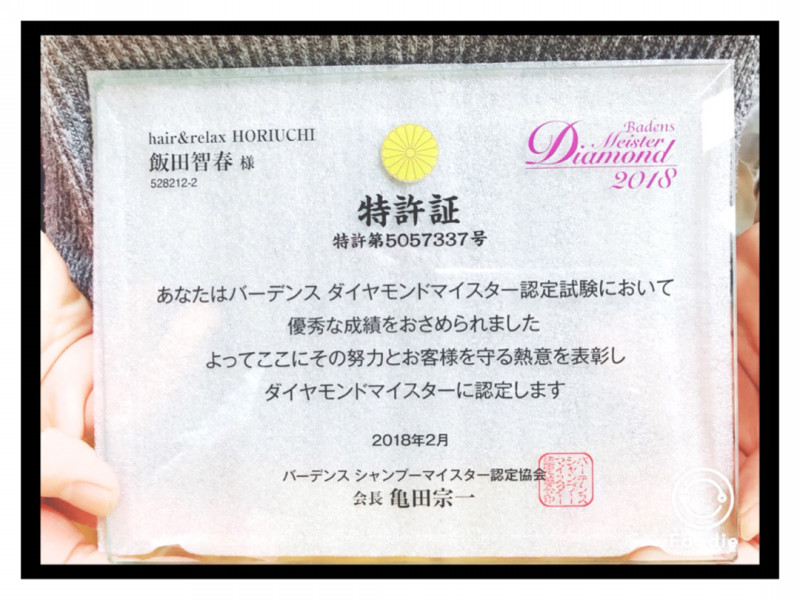 hair&relax HORIUCHI
飯田智春 様
528212-2
Badens
Meister
Diamond
2018
特許証
特許第5057337号
あなたはバーデンス ダイヤモンドマイスター認定試験において
優秀な成績をおさめられました
よってここにその努力とお客様を守る熱意を表彰し
ダイヤモンドマイスターに認定します
2018年2月
バーデンス シャンプーマイスター認定協会
会長 亀田宗一
Foodie